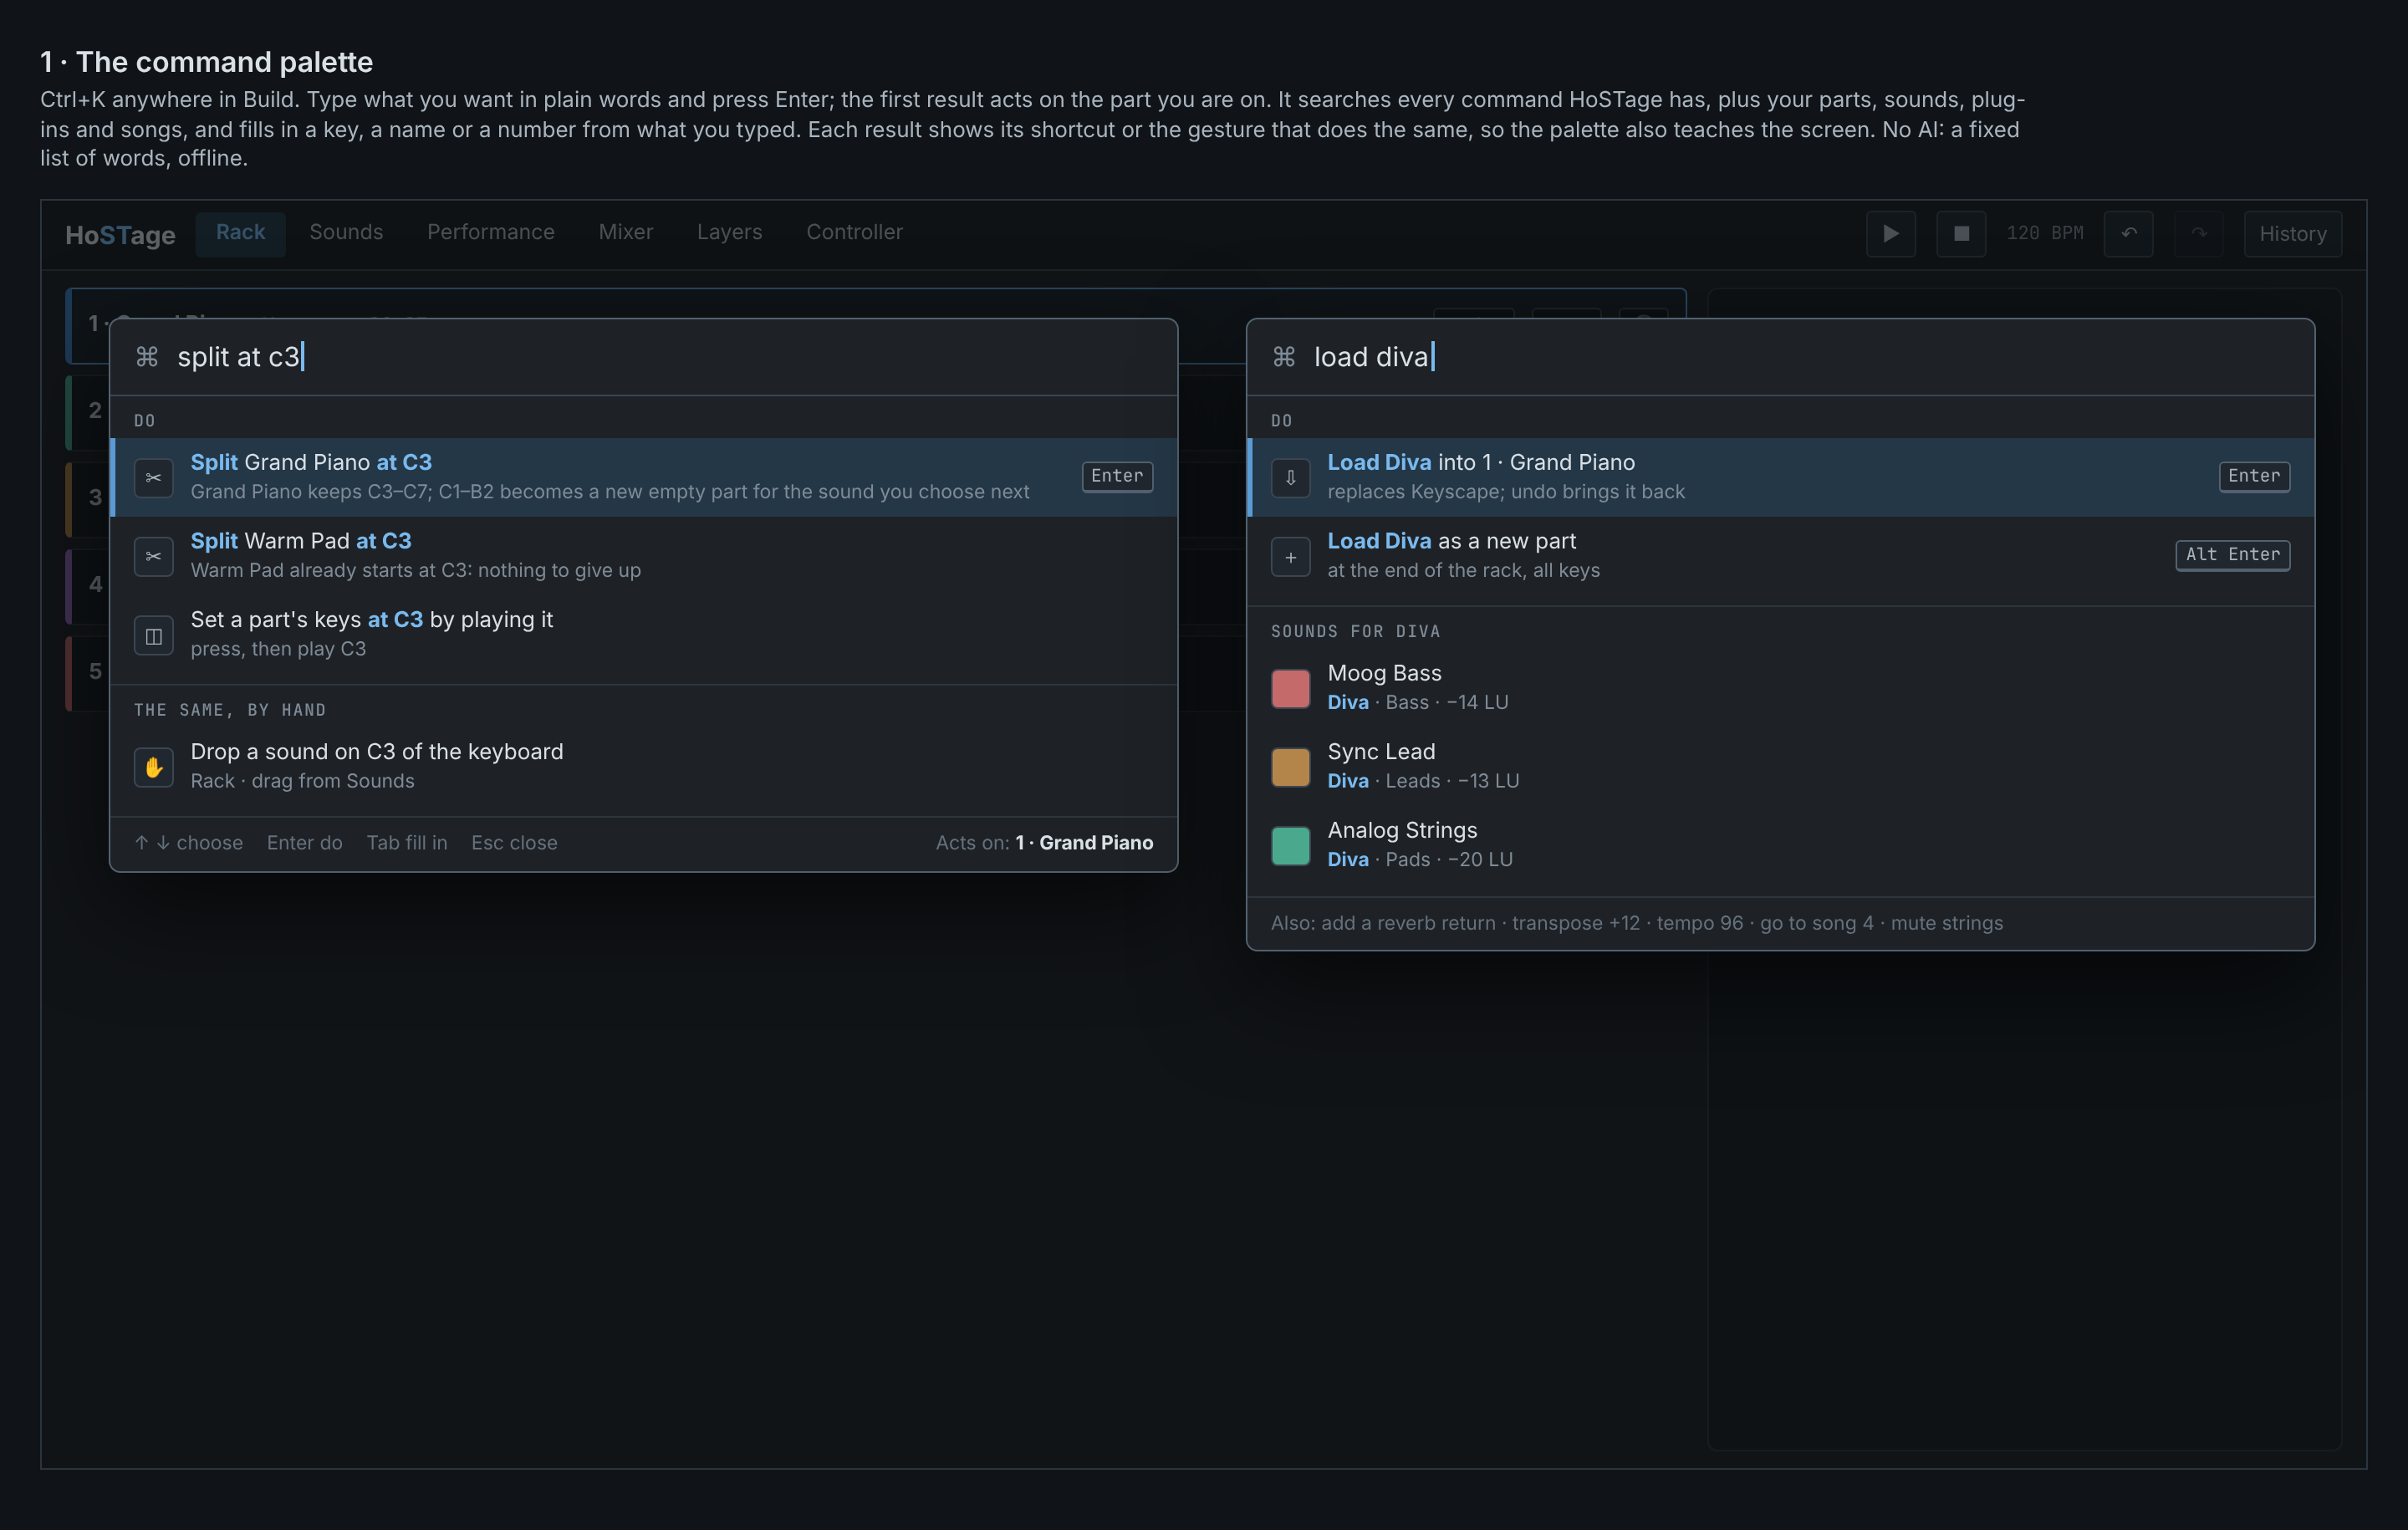 1 · The command palette
Ctrl+K anywhere in Build. Type what you want in plain words and press Enter; the first result acts on the part you are on. It searches every command HoSTage has, plus your parts, sounds, plug-
ins and songs, and fills in a key, a name or a number from what you typed. Each result shows its shortcut or the gesture that does the same, so the palette also teaches the screen. No AI: a fixed
list of words, offline.
HoSTage Rack Sounds Performance Mixer Layers Controller 120 BPM History
1 ·
2
3
4
5
⌘ split at c3
DO
Split Grand Piano at C3 Enter
Grand Piano keeps C3–C7; C1–B2 becomes a new empty part for the sound you choose next
Split Warm Pad at C3
Warm Pad already starts at C3: nothing to give up
Set a part's keys at C3 by playing it
press, then play C3
THE SAME, BY HAND
Drop a sound on C3 of the keyboard
Rack · drag from Sounds
↑ ↓ choose Enter do Tab fill in Esc close Acts on: 1 · Grand Piano
⌘ load diva
DO
Load Diva into 1 · Grand Piano Enter
replaces Keyscape; undo brings it back
Load Diva as a new part Alt Enter
at the end of the rack, all keys
SOUNDS FOR DIVA
Moog Bass
Diva · Bass · −14 LU
Sync Lead
Diva · Leads · −13 LU
Analog Strings
Diva · Pads · −20 LU
Also: add a reverb return · transpose +12 · tempo 96 · go to song 4 · mute strings